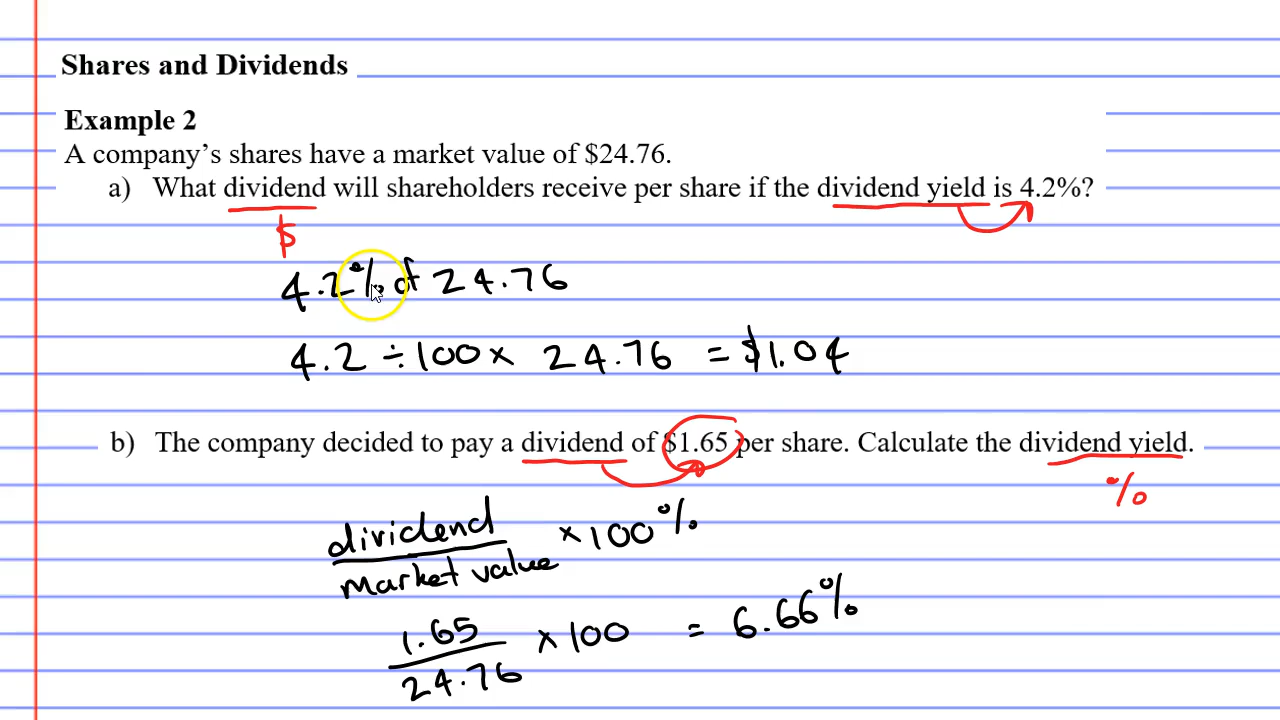 Shares and Dividends
Example 2
A company's shares have a market value of $24.76.
a) What dividend will shareholders receive per share if the dividend yield is 4.2%?
$
4.2% of 24.76
4.2 ÷ 100 × 24.76 = $1.04
b) The company decided to pay a dividend of $1.65 per share. Calculate the dividend yield.
%
dividend × 100%
market value
1.65 × 100 = 6.66%
24.76